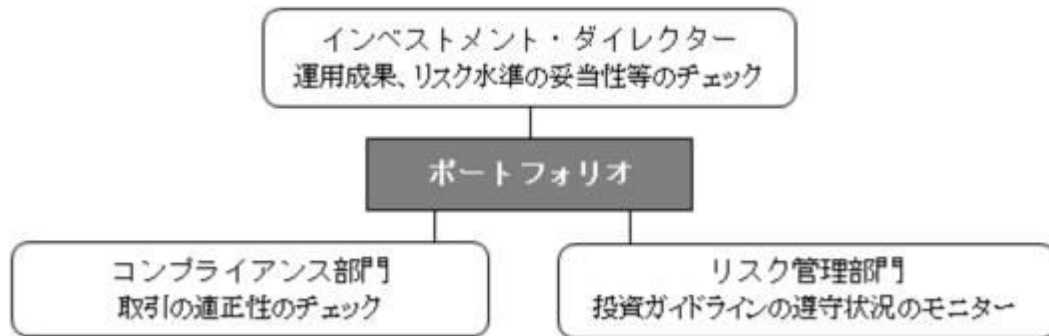 インベストメント・ダイレクター
運用成果、リスク水準の妥当性等のチェック
ポートフォリオ
コンプライアンス部門
取引の適正性のチェック
リスク管理部門
投資ガイドラインの遵守状況のモニター